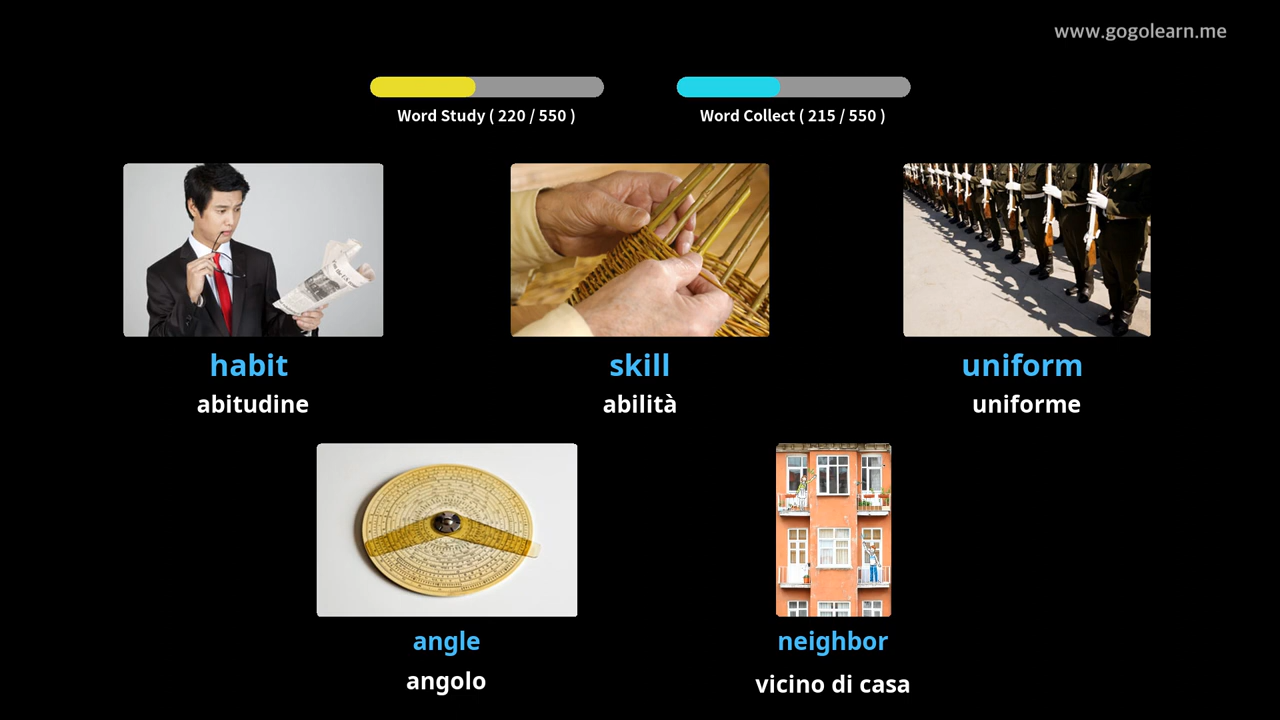 www.gogolearn.me
Word Study ( 220 / 550 )
Word Collect ( 215 / 550 )
habit
abitudine
skill
abilità
uniform
uniforme
angle
angolo
neighbor
vicino di casa